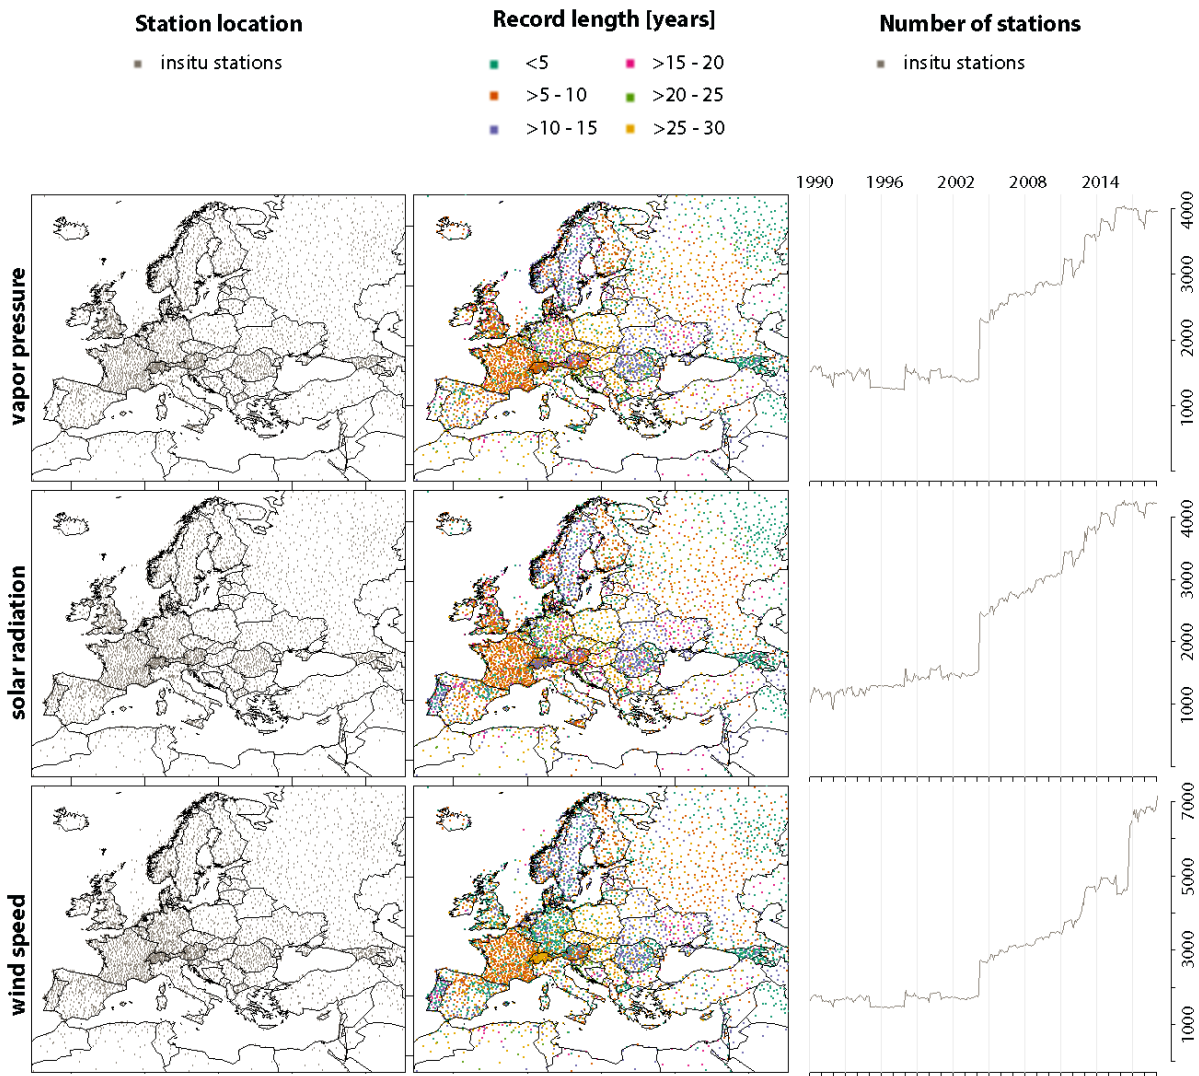 Station location
Record length [years]
Number of stations
insitu stations
<5
>15 - 20
insitu stations
>5 - 10
>20 - 25
>10 - 15
>25 - 30
1990 1996 2002 2008 2014
vapor pressure
4000
3000
2000
1000
solar radiation
4000
3000
2000
1000
wind speed
7000
5000
3000
1000